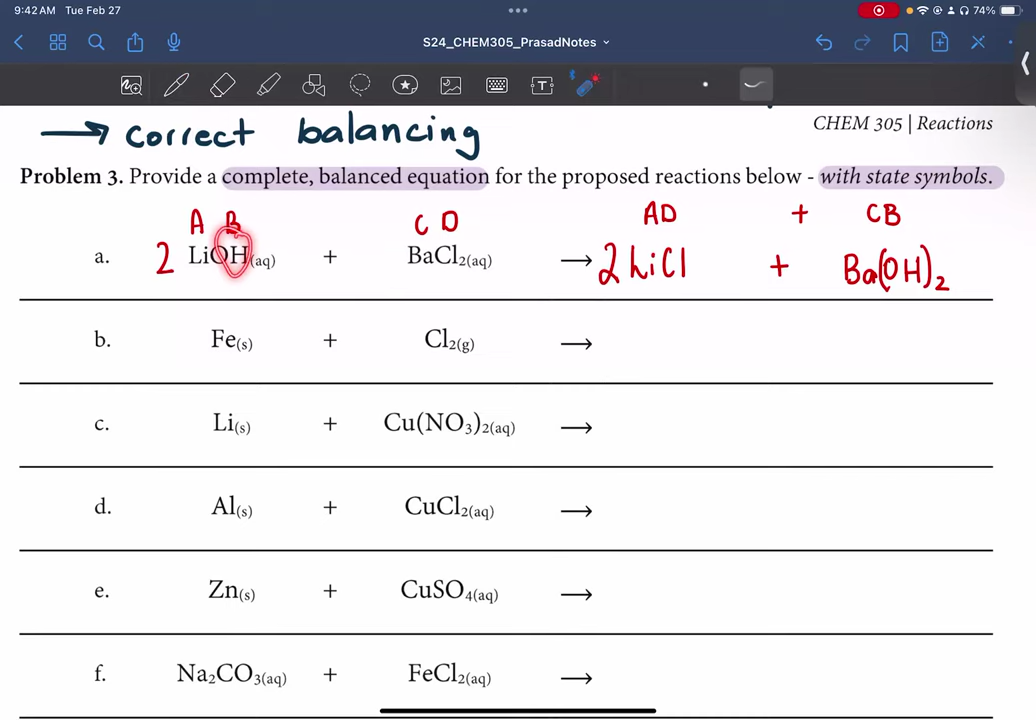 9:42 AM Tue Feb 27 74%
S24_CHEM305_PrasadNotes
→ correct balancing
CHEM 305 | Reactions
Problem 3. Provide a complete, balanced equation for the proposed reactions below - with state symbols.
A B C D AD + CB
a. 2 LiOH(aq) + BaCl₂(aq) → 2 LiCl + Ba(OH)₂
b. Fe(s) + Cl₂(g) →
c. Li(s) + Cu(NO₃)₂(aq) →
d. Al(s) + CuCl₂(aq) →
e. Zn(s) + CuSO₄(aq) →
f. Na₂CO₃(aq) + FeCl₂(aq) →